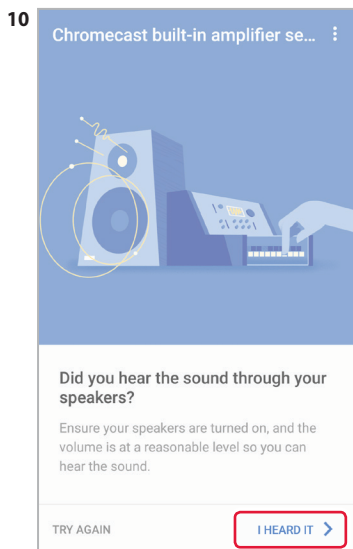 10
Chromecast built-in amplifier se...
Did you hear the sound through your
speakers?
Ensure your speakers are turned on, and the
volume is at a reasonable level so you can
hear the sound.
TRY AGAIN
I HEARD IT